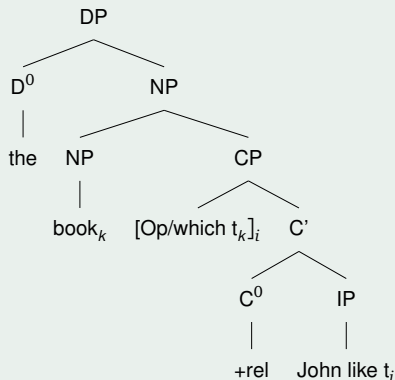 DP
D⁰ NP
the NP CP
bookₖ [Op/which tₖ]ᵢ C'
C⁰ IP
+rel John like tᵢ